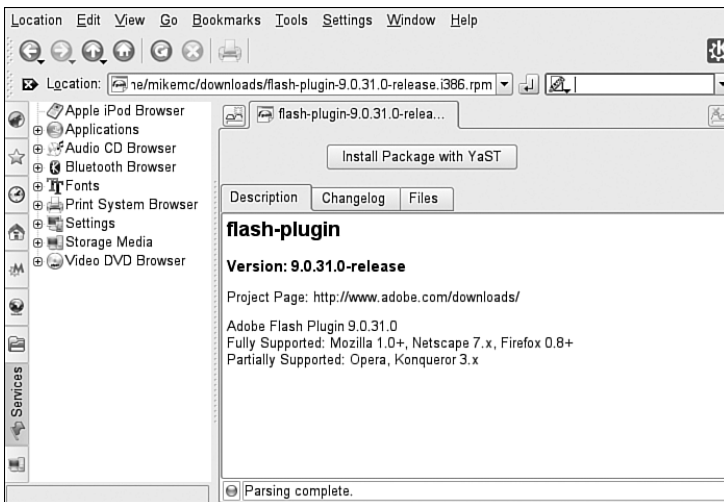 Location Edit View Go Bookmarks Tools Settings Window Help
Location: ne/mikemc/downloads/flash-plugin-9.0.31.0-release.i386.rpm
Apple iPod Browser
Applications
Audio CD Browser
Bluetooth Browser
Fonts
Print System Browser
Settings
Storage Media
Video DVD Browser
Services
flash-plugin-9.0.31.0-relea...
Install Package with YaST
Description Changelog Files
flash-plugin
Version: 9.0.31.0-release
Project Page: http://www.adobe.com/downloads/
Adobe Flash Plugin 9.0.31.0
Fully Supported: Mozilla 1.0+, Netscape 7.x, Firefox 0.8+
Partially Supported: Opera, Konqueror 3.x
Parsing complete.